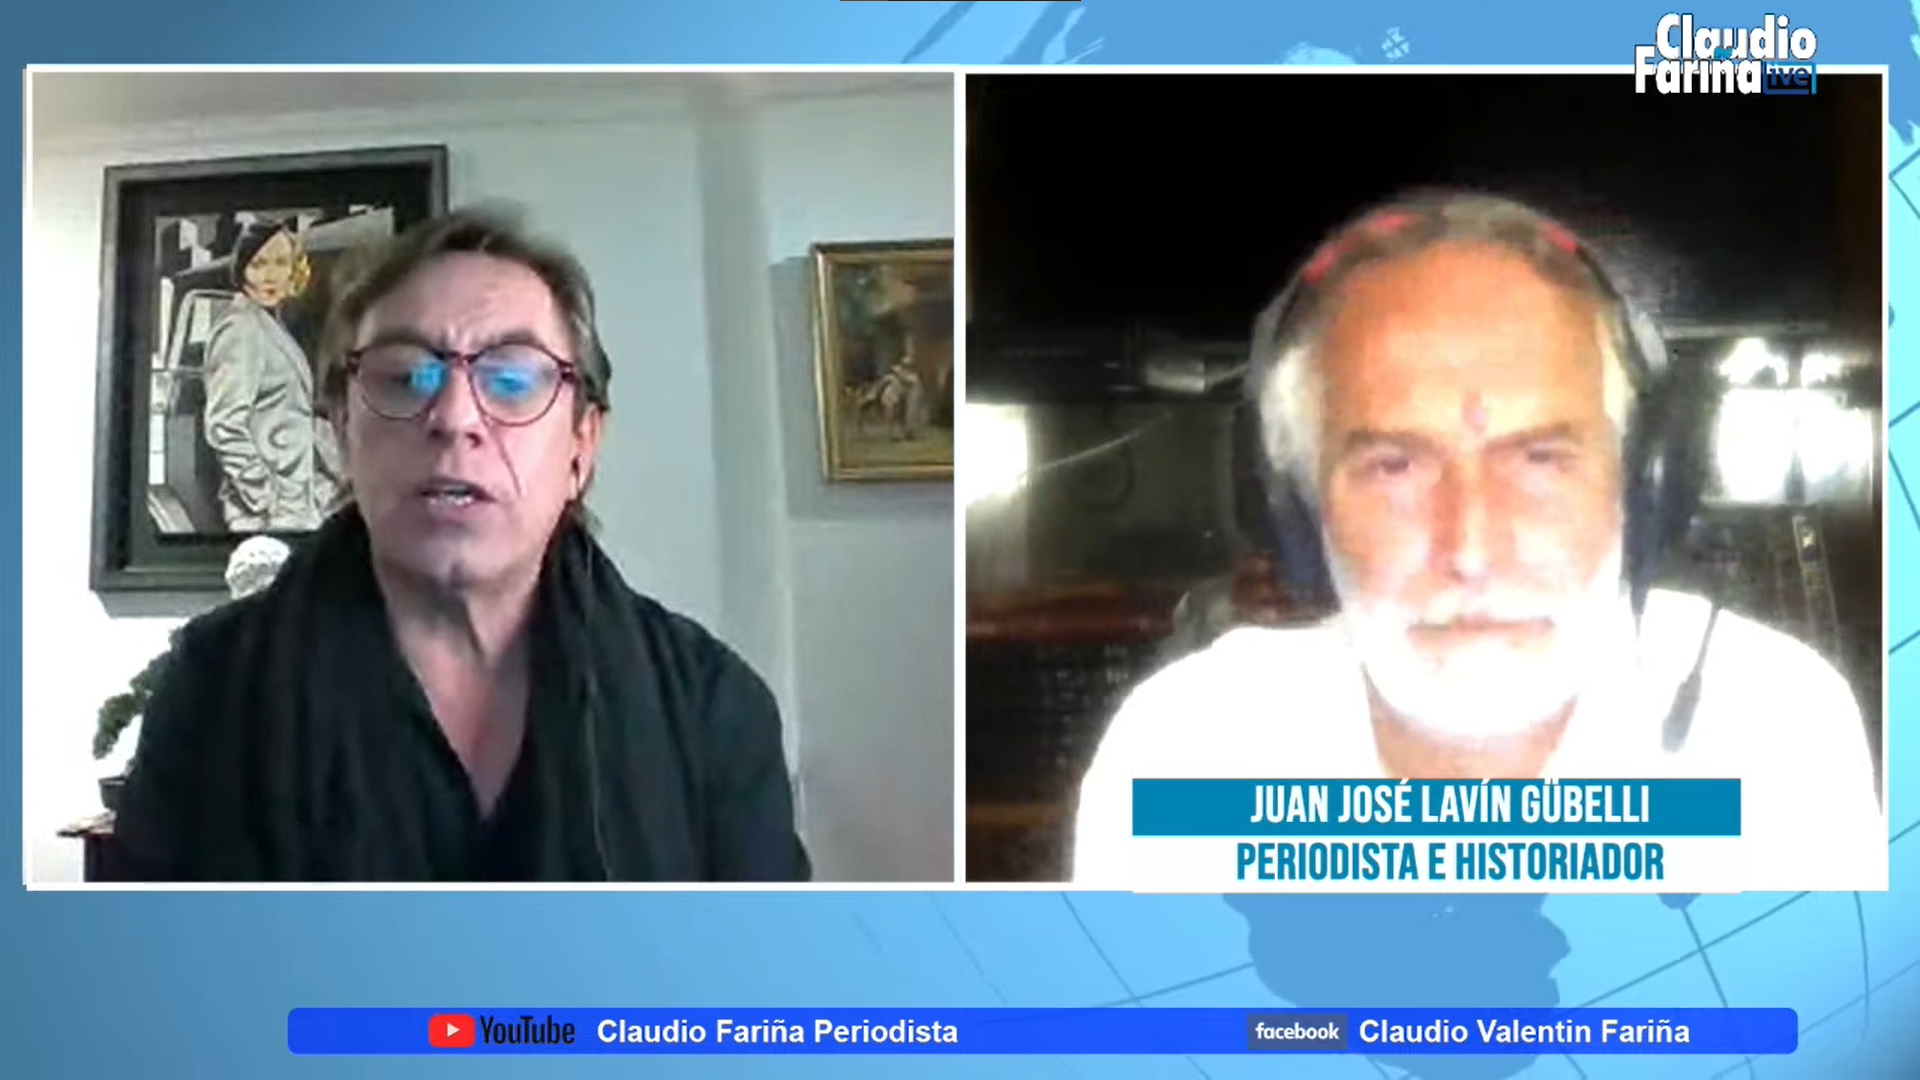 Claudio
Fariña live
JUAN JOSÉ LAVÍN GÜBELLI
PERIODISTA E HISTORIADOR
YouTube Claudio Fariña Periodista
facebook Claudio Valentin Fariña